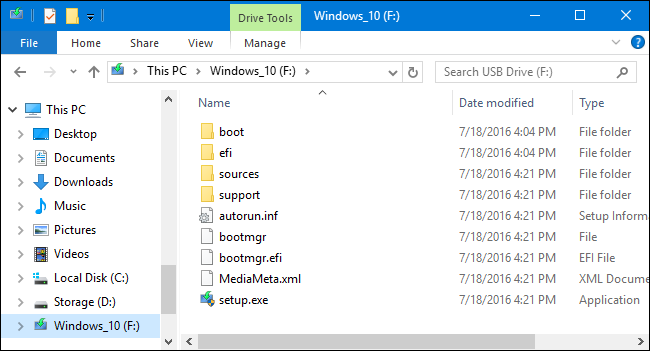 Drive Tools
Windows_10 (F:)
File Home Share View Manage
This PC Windows_10 (F:)
Search USB Drive (F:)
Name Date modified Type
This PC
Desktop
Documents
Downloads
Music
Pictures
Videos
Local Disk (C:)
Storage (D:)
Windows_10 (F:)
boot 7/18/2016 4:04 PM File folder
efi 7/18/2016 4:04 PM File folder
sources 7/18/2016 4:21 PM File folder
support 7/18/2016 4:21 PM File folder
autorun.inf 7/18/2016 4:21 PM Setup Inform
bootmgr 7/18/2016 4:21 PM File
bootmgr.efi 7/18/2016 4:21 PM EFI File
MediaMeta.xml 7/18/2016 4:21 PM XML Docume
setup.exe 7/18/2016 4:21 PM Application